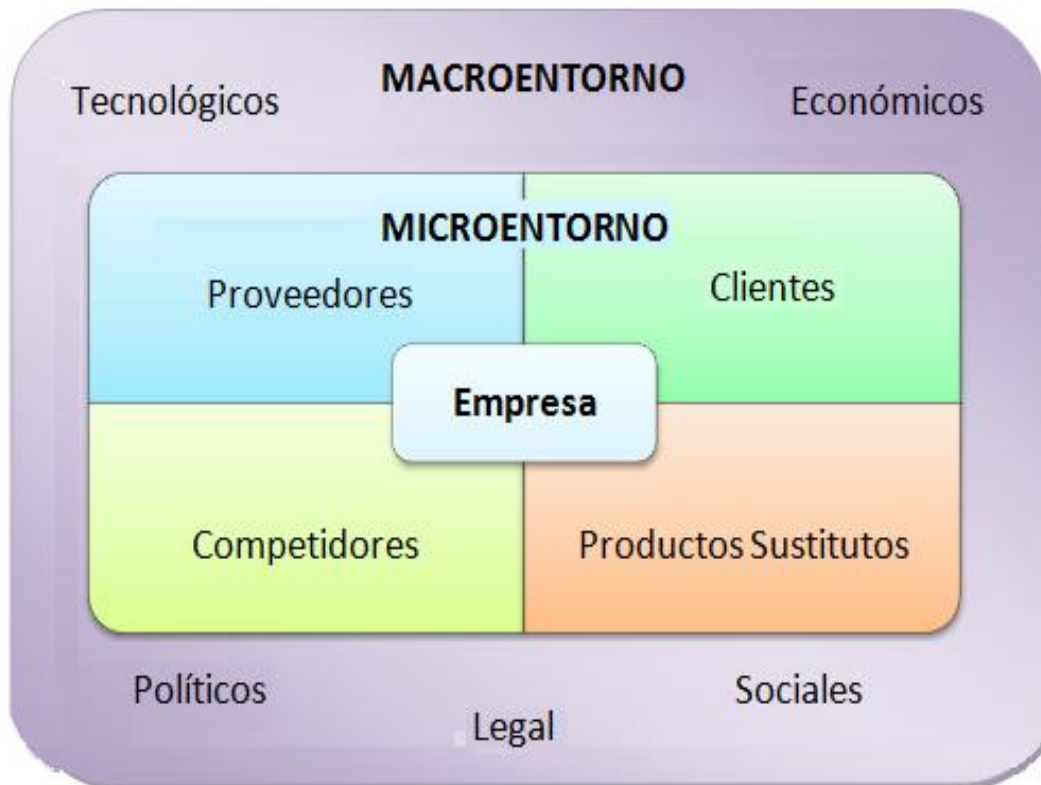 MACROENTORNO
Tecnológicos
Económicos
MICROENTORNO
Proveedores
Clientes
Empresa
Competidores
Productos Sustitutos
Políticos
Sociales
Legal